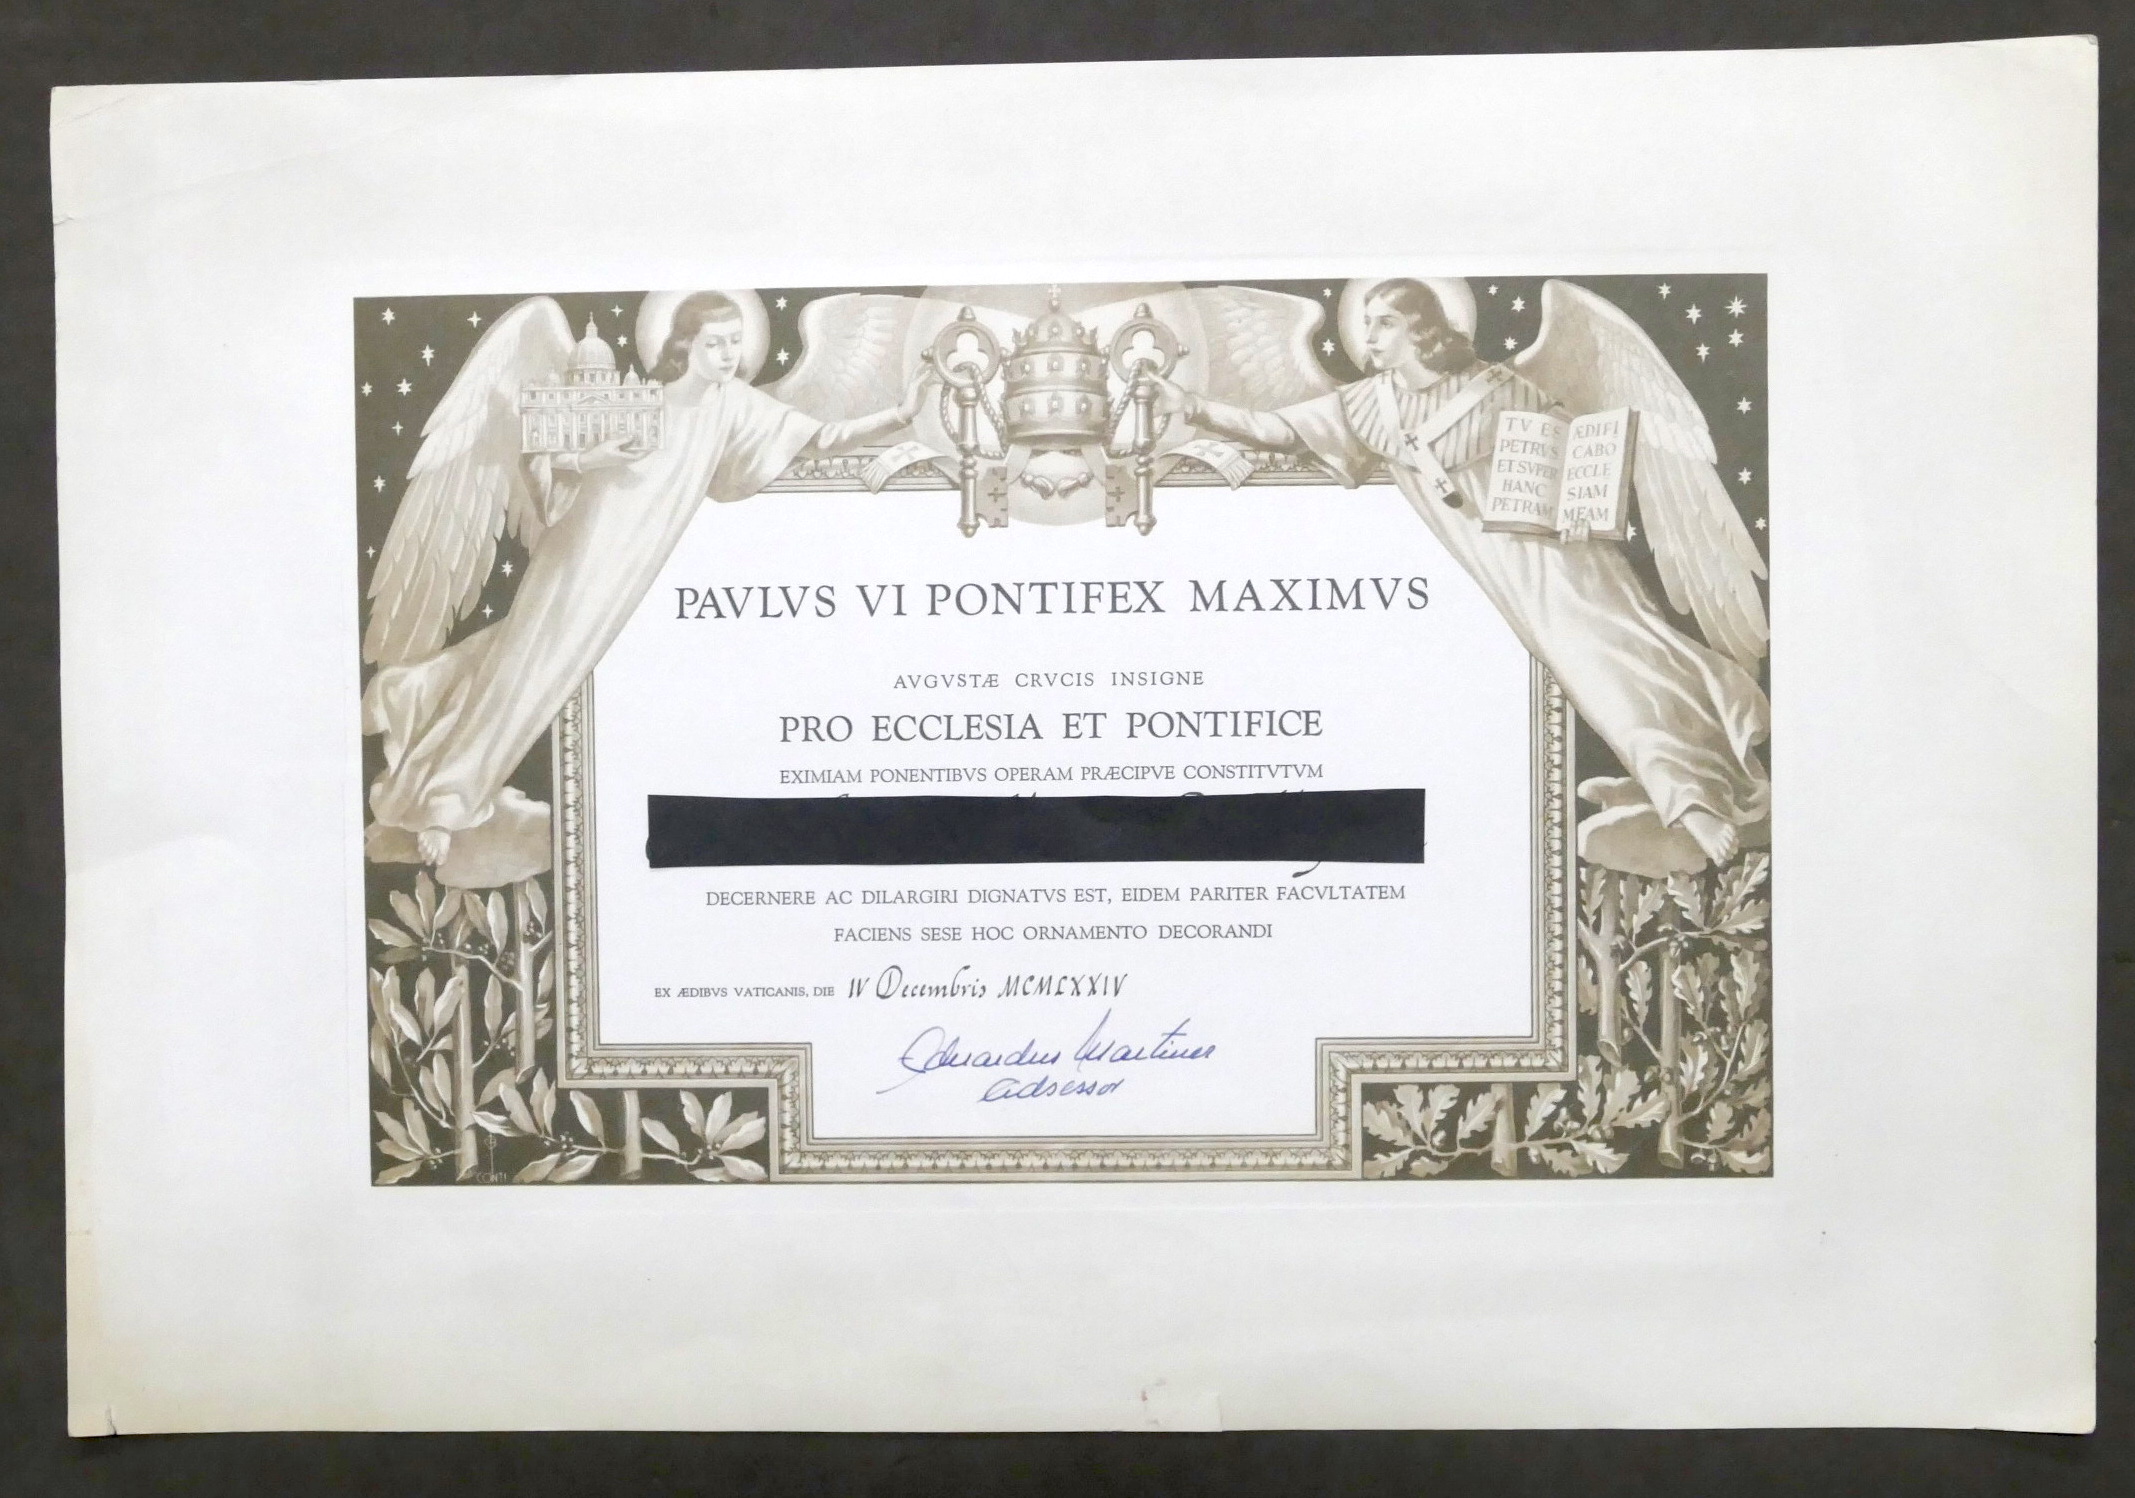 TV ES
PETRVS
ET SVPER
HANC
PETRAM
ÆDIFI
CABO
ECCLE
SIAM
MEAM
PAVLVS VI PONTIFEX MAXIMVS
AVGVSTÆ CRVCIS INSIGNE
PRO ECCLESIA ET PONTIFICE
EXIMIAM PONENTIBVS OPERAM PRÆCIPVE CONSTITVTVM
DECERNERE AC DILARGIRI DIGNATVS EST, EIDEM PARITER FACVLTATEM
FACIENS SESE HOC ORNAMENTO DECORANDI
EX ÆDIBVS VATICANIS, DIE IV Decembris MCMLXXIV
Eduardus Martinez
Adsessor
CONTI